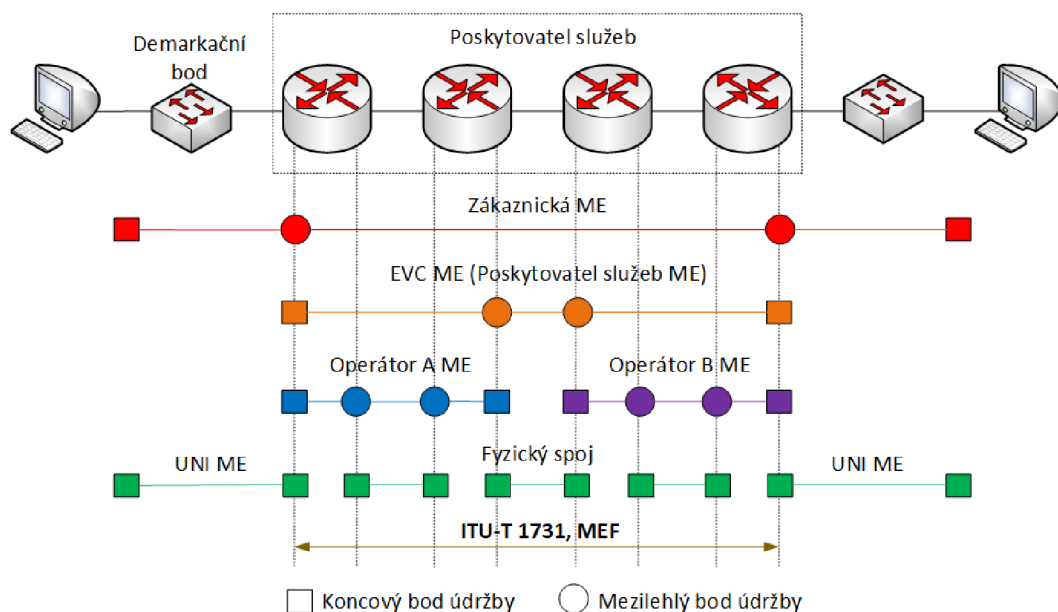 Poskytovatel služeb
Demarkační
bod
Zákaznická ME
EVC ME (Poskytovatel služeb ME)
Operátor A ME
Operátor B ME
UNI ME
Fyzický spoj
UNI ME
ITU-T 1731, MEF
Koncový bod údržby
Mezilehlý bod údržby